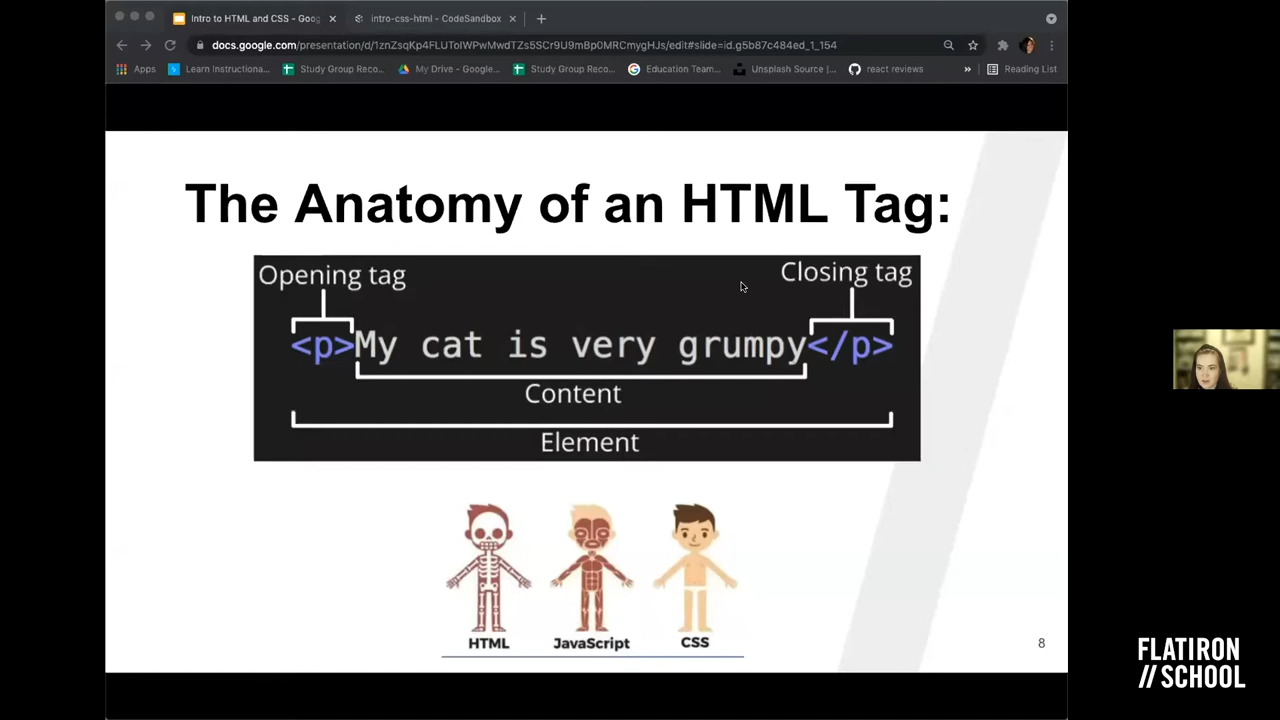 Intro to HTML and CSS - Goog
intro-css-html - CodeSandbox
docs.google.com/presentation/d/1znZsqKp4FLUToIWPwMwdTZs5SCr9U9mBp0MRCmygHJs/edit#slide=id.g5b87c484ed_1_154
Apps
Learn Instructiona...
Study Group Reco...
My Drive - Google...
Study Group Reco...
Education Team...
Unsplash Source |...
react reviews
»
Reading List
The Anatomy of an HTML Tag:
Opening tag
Closing tag
<p>My cat is very grumpy</p>
Content
Element
HTML
JavaScript
CSS
8
FLATIRON
// SCHOOL